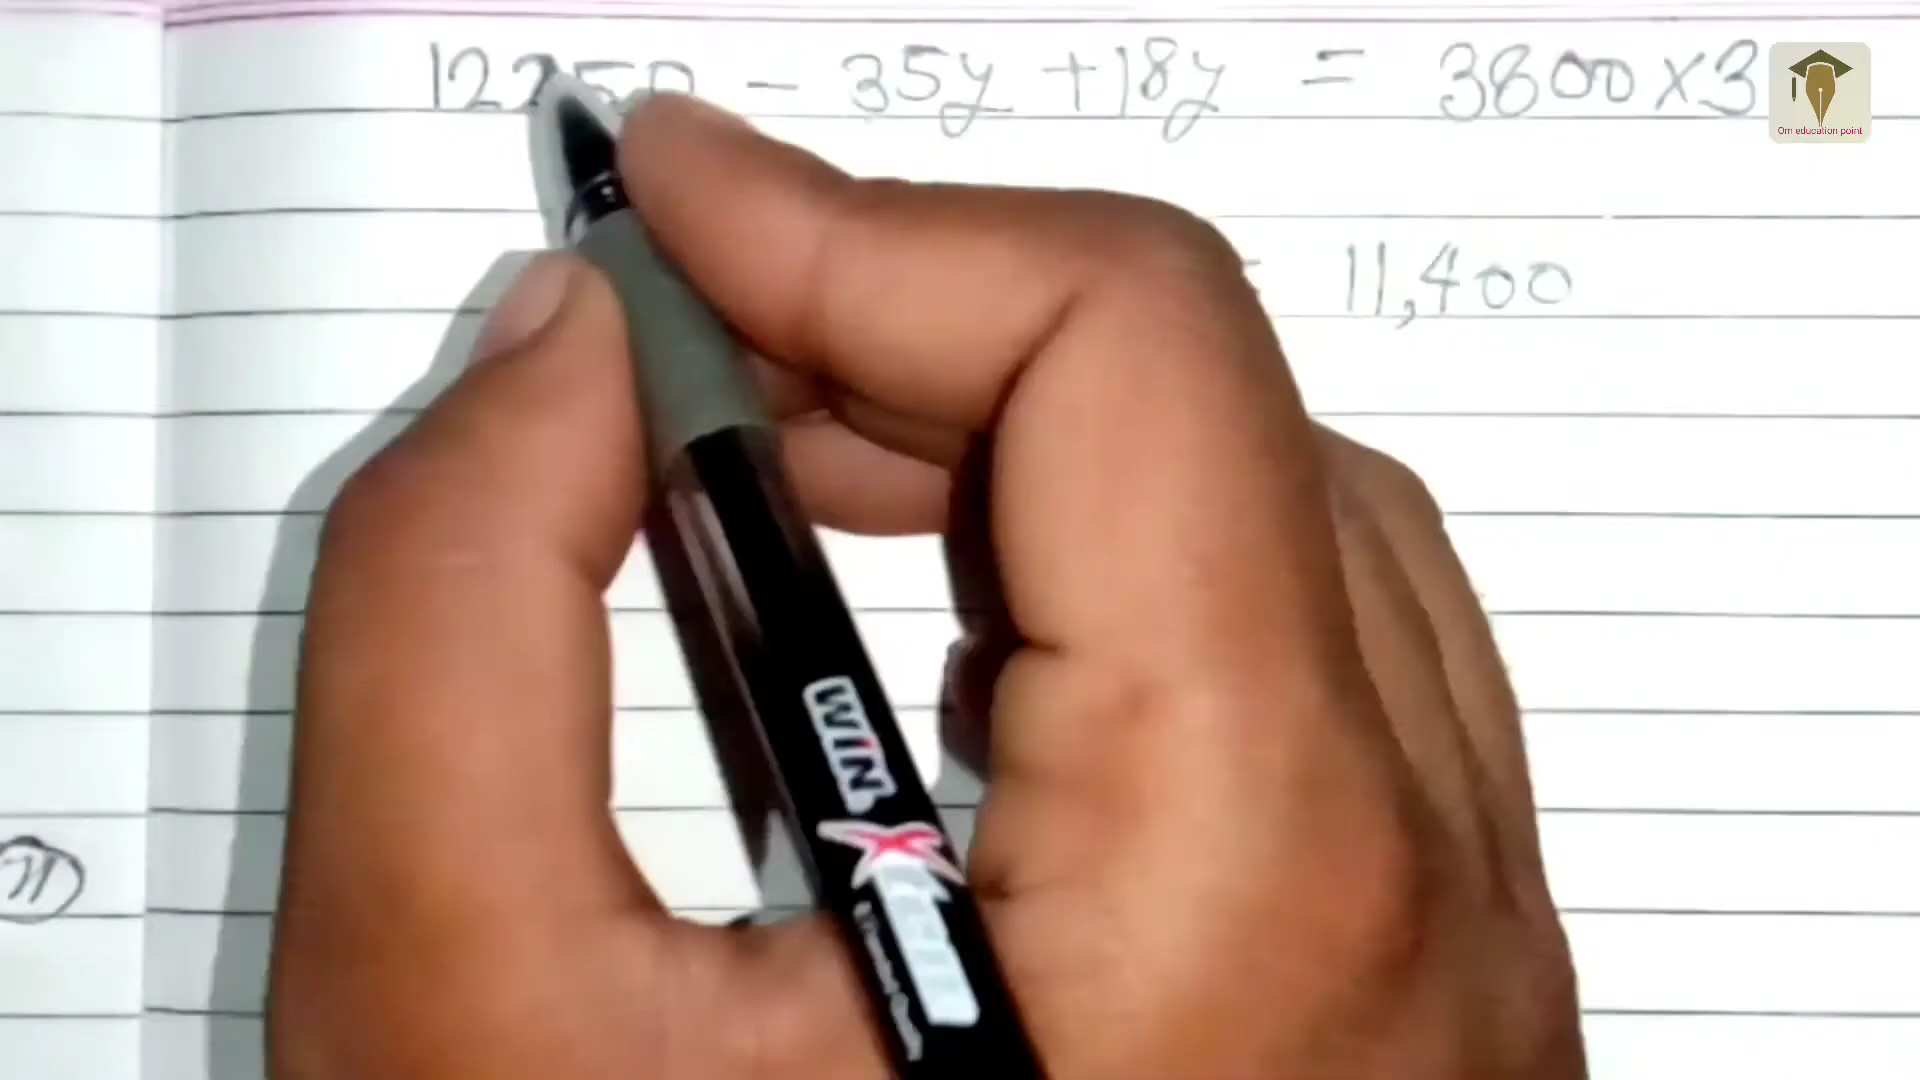 12250 - 35y + 18y = 3800 x 3
Om education point
= 11,400
WIN
X